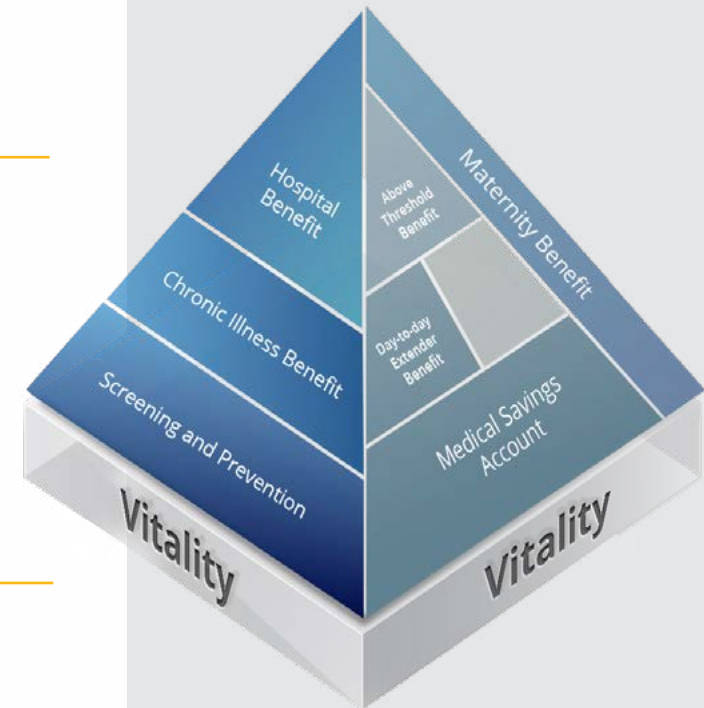 Hospital
Benefit
Chronic Illness Benefit
Screening and Prevention
Vitality
Maternity Benefit
Above
Threshold
Benefit
Day-to-day
Extender
Benefit
Medical Savings
Account
Vitality